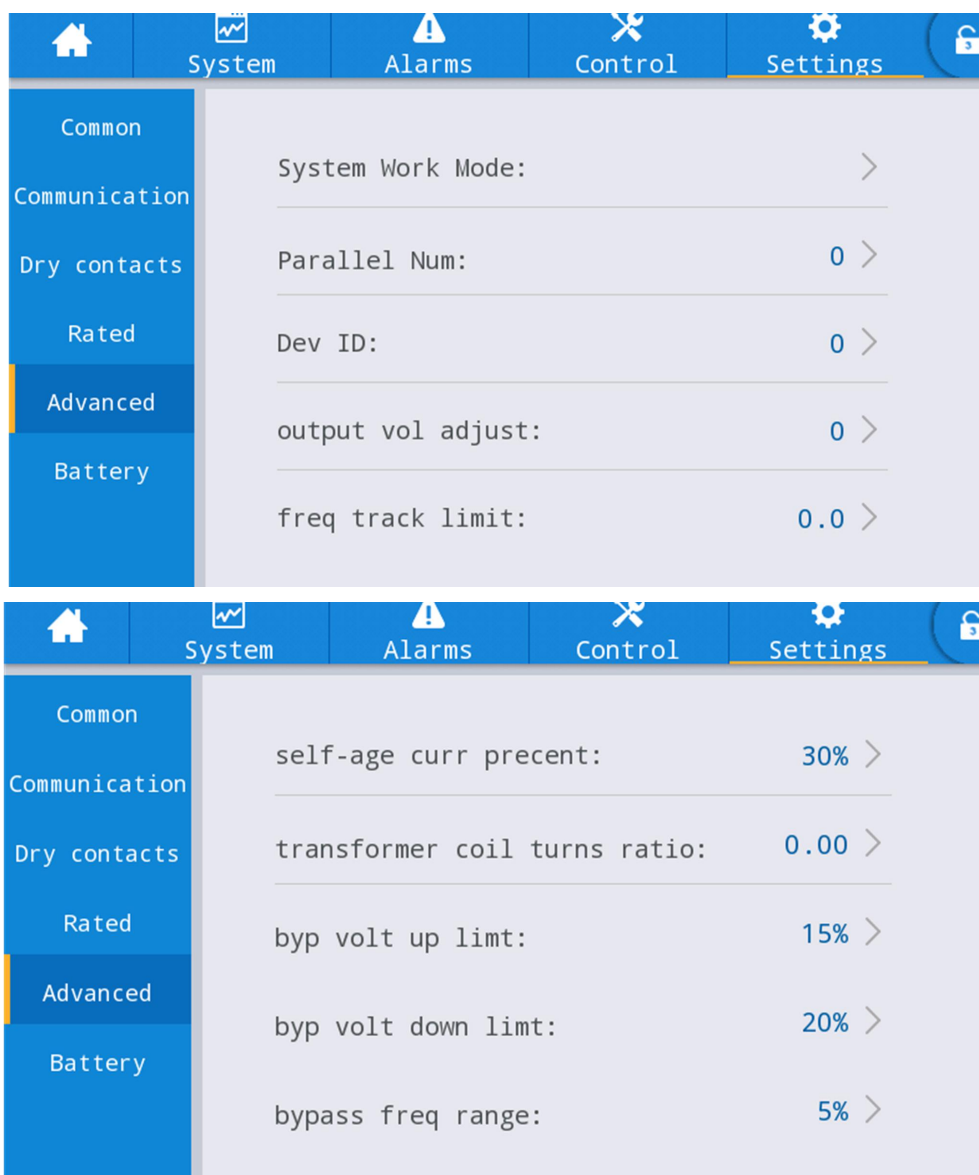 System Alarms Control Settings 3
Common
Communication
Dry contacts
Rated
Advanced
Battery
System Work Mode:
Parallel Num: 0
Dev ID: 0
output vol adjust: 0
freq track limit: 0.0
System Alarms Control Settings 3
Common
Communication
Dry contacts
Rated
Advanced
Battery
self-age curr precent: 30%
transformer coil turns ratio: 0.00
byp volt up limt: 15%
byp volt down limt: 20%
bypass freq range: 5%